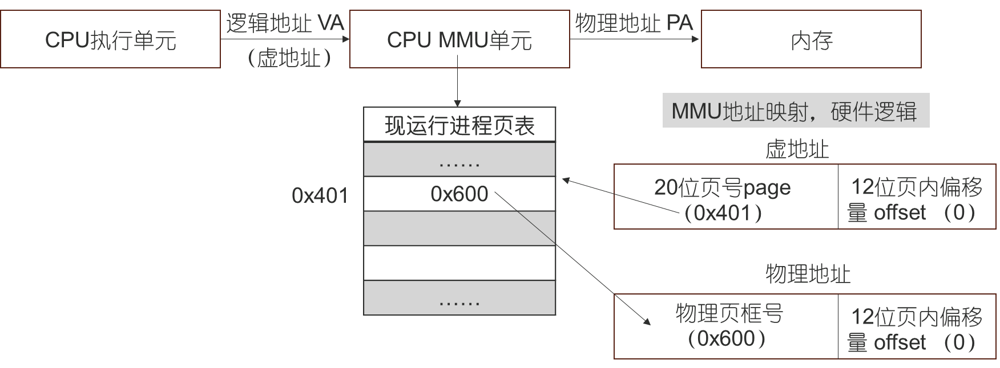 CPU执行单元
逻辑地址 VA
(虚地址)
CPU MMU单元
物理地址 PA
内存
MMU地址映射，硬件逻辑
现运行进程页表
……
0x401
0x600
……
虚地址
20位页号page
(0x401)
12位页内偏移
量 offset (0)
物理地址
物理页框号
(0x600)
12位页内偏移
量 offset (0)